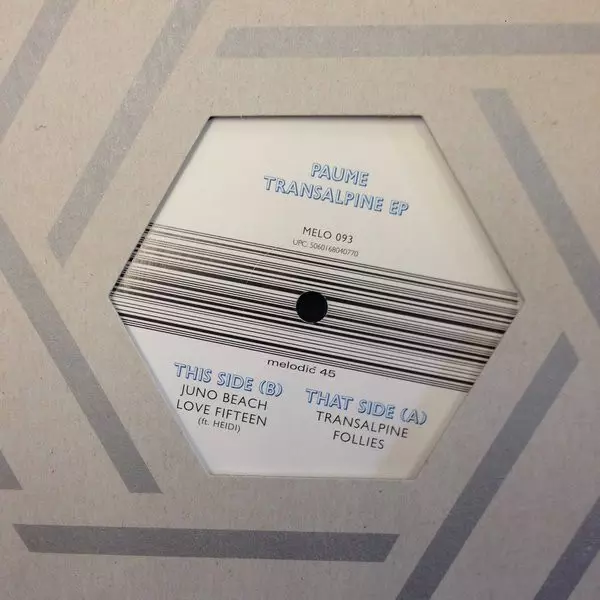 PAUME
TRANSALPINE EP
MELO 093
UPC: 5060168040770
melodic 45
THIS SIDE (B)
JUNO BEACH
LOVE FIFTEEN
(ft. HEIDI)
THAT SIDE (A)
TRANSALPINE
FOLLIES